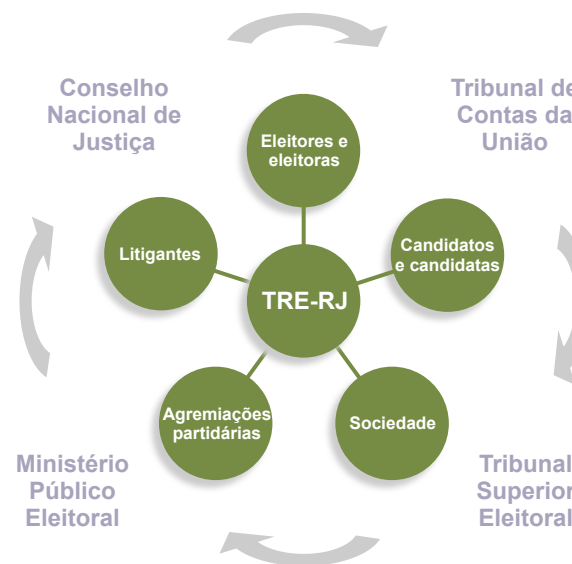 Conselho
Nacional de
Justiça
Tribunal de
Contas da
União
Eleitores e
eleitoras
Litigantes
Candidatos
e candidatas
TRE-RJ
Agremiações
partidárias
Sociedade
Ministério
Público
Eleitoral
Tribunal
Superior
Eleitoral